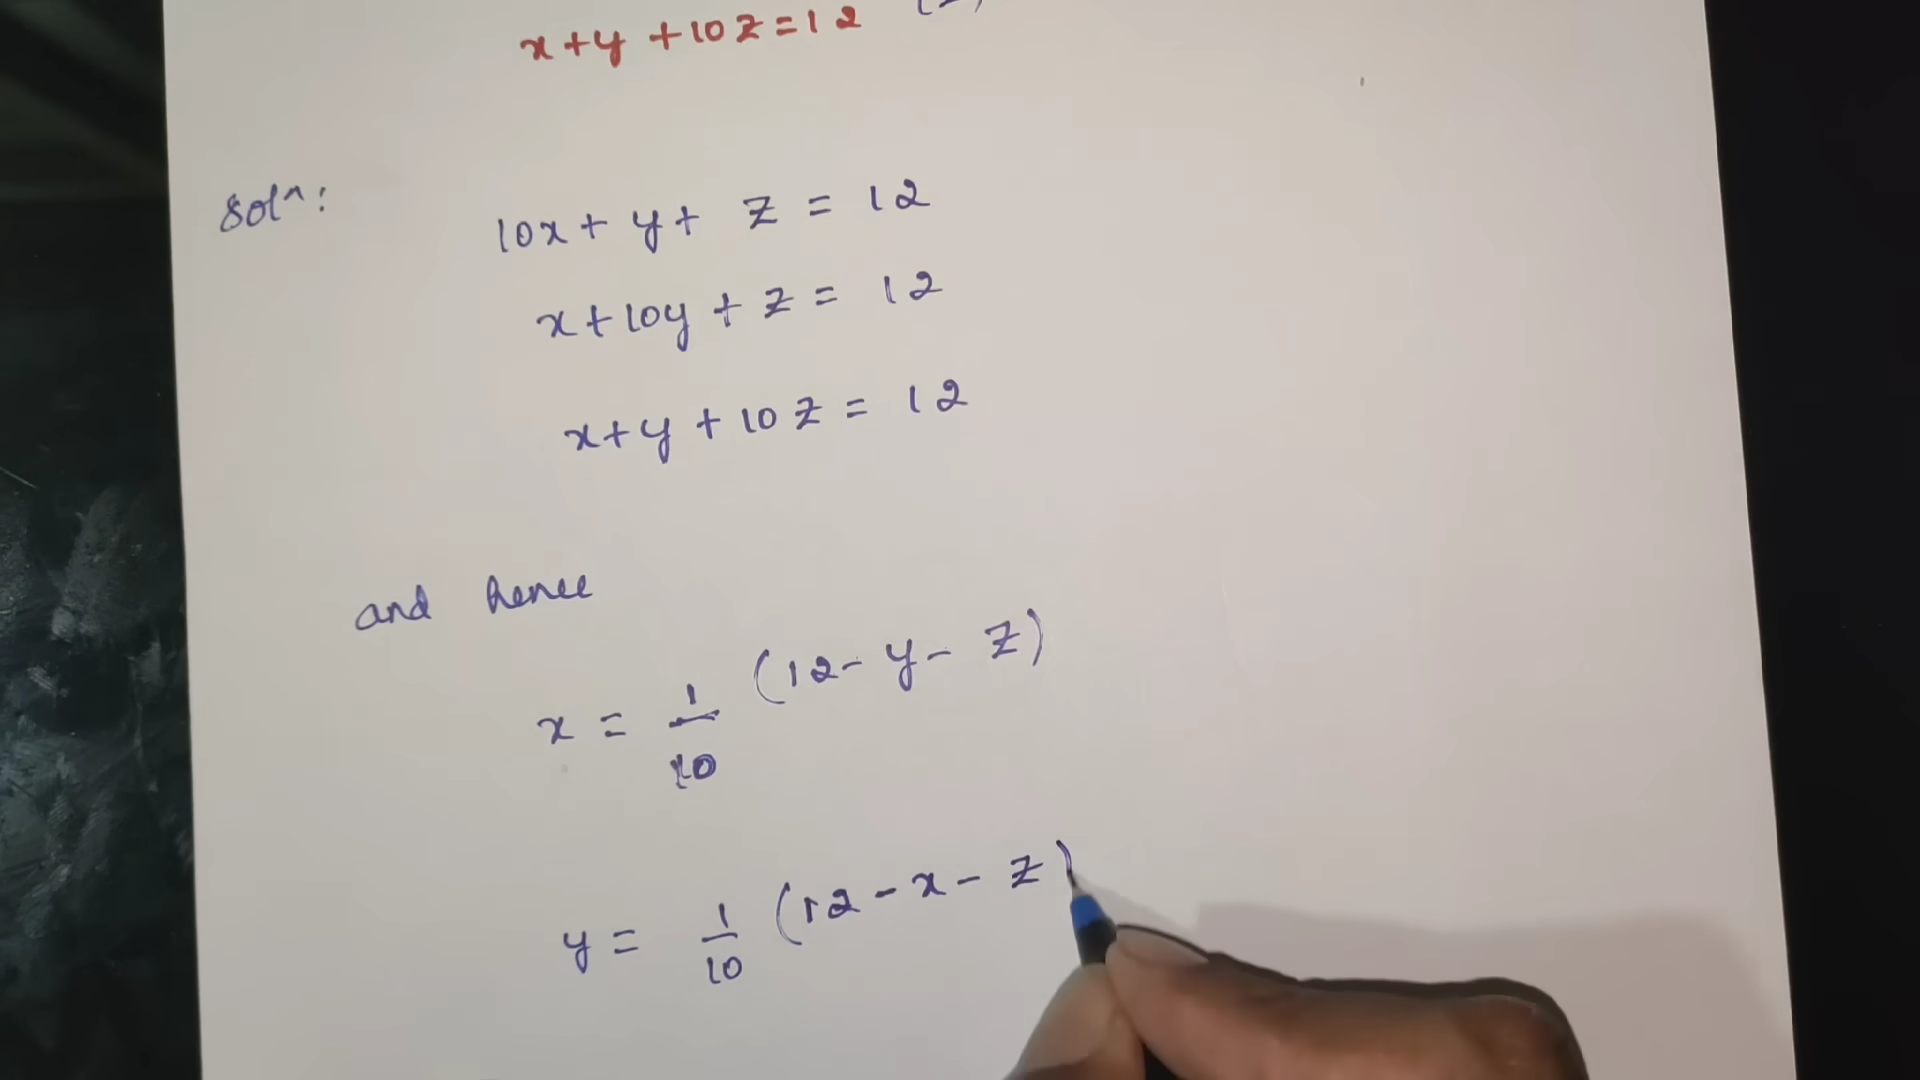 x+y+10z=12
Solⁿ:
10x+y+z=12
x+10y+z=12
x+y+10z=12
and hence
x = 1/10 (12-y-z)
y = 1/10 (12-x-z)